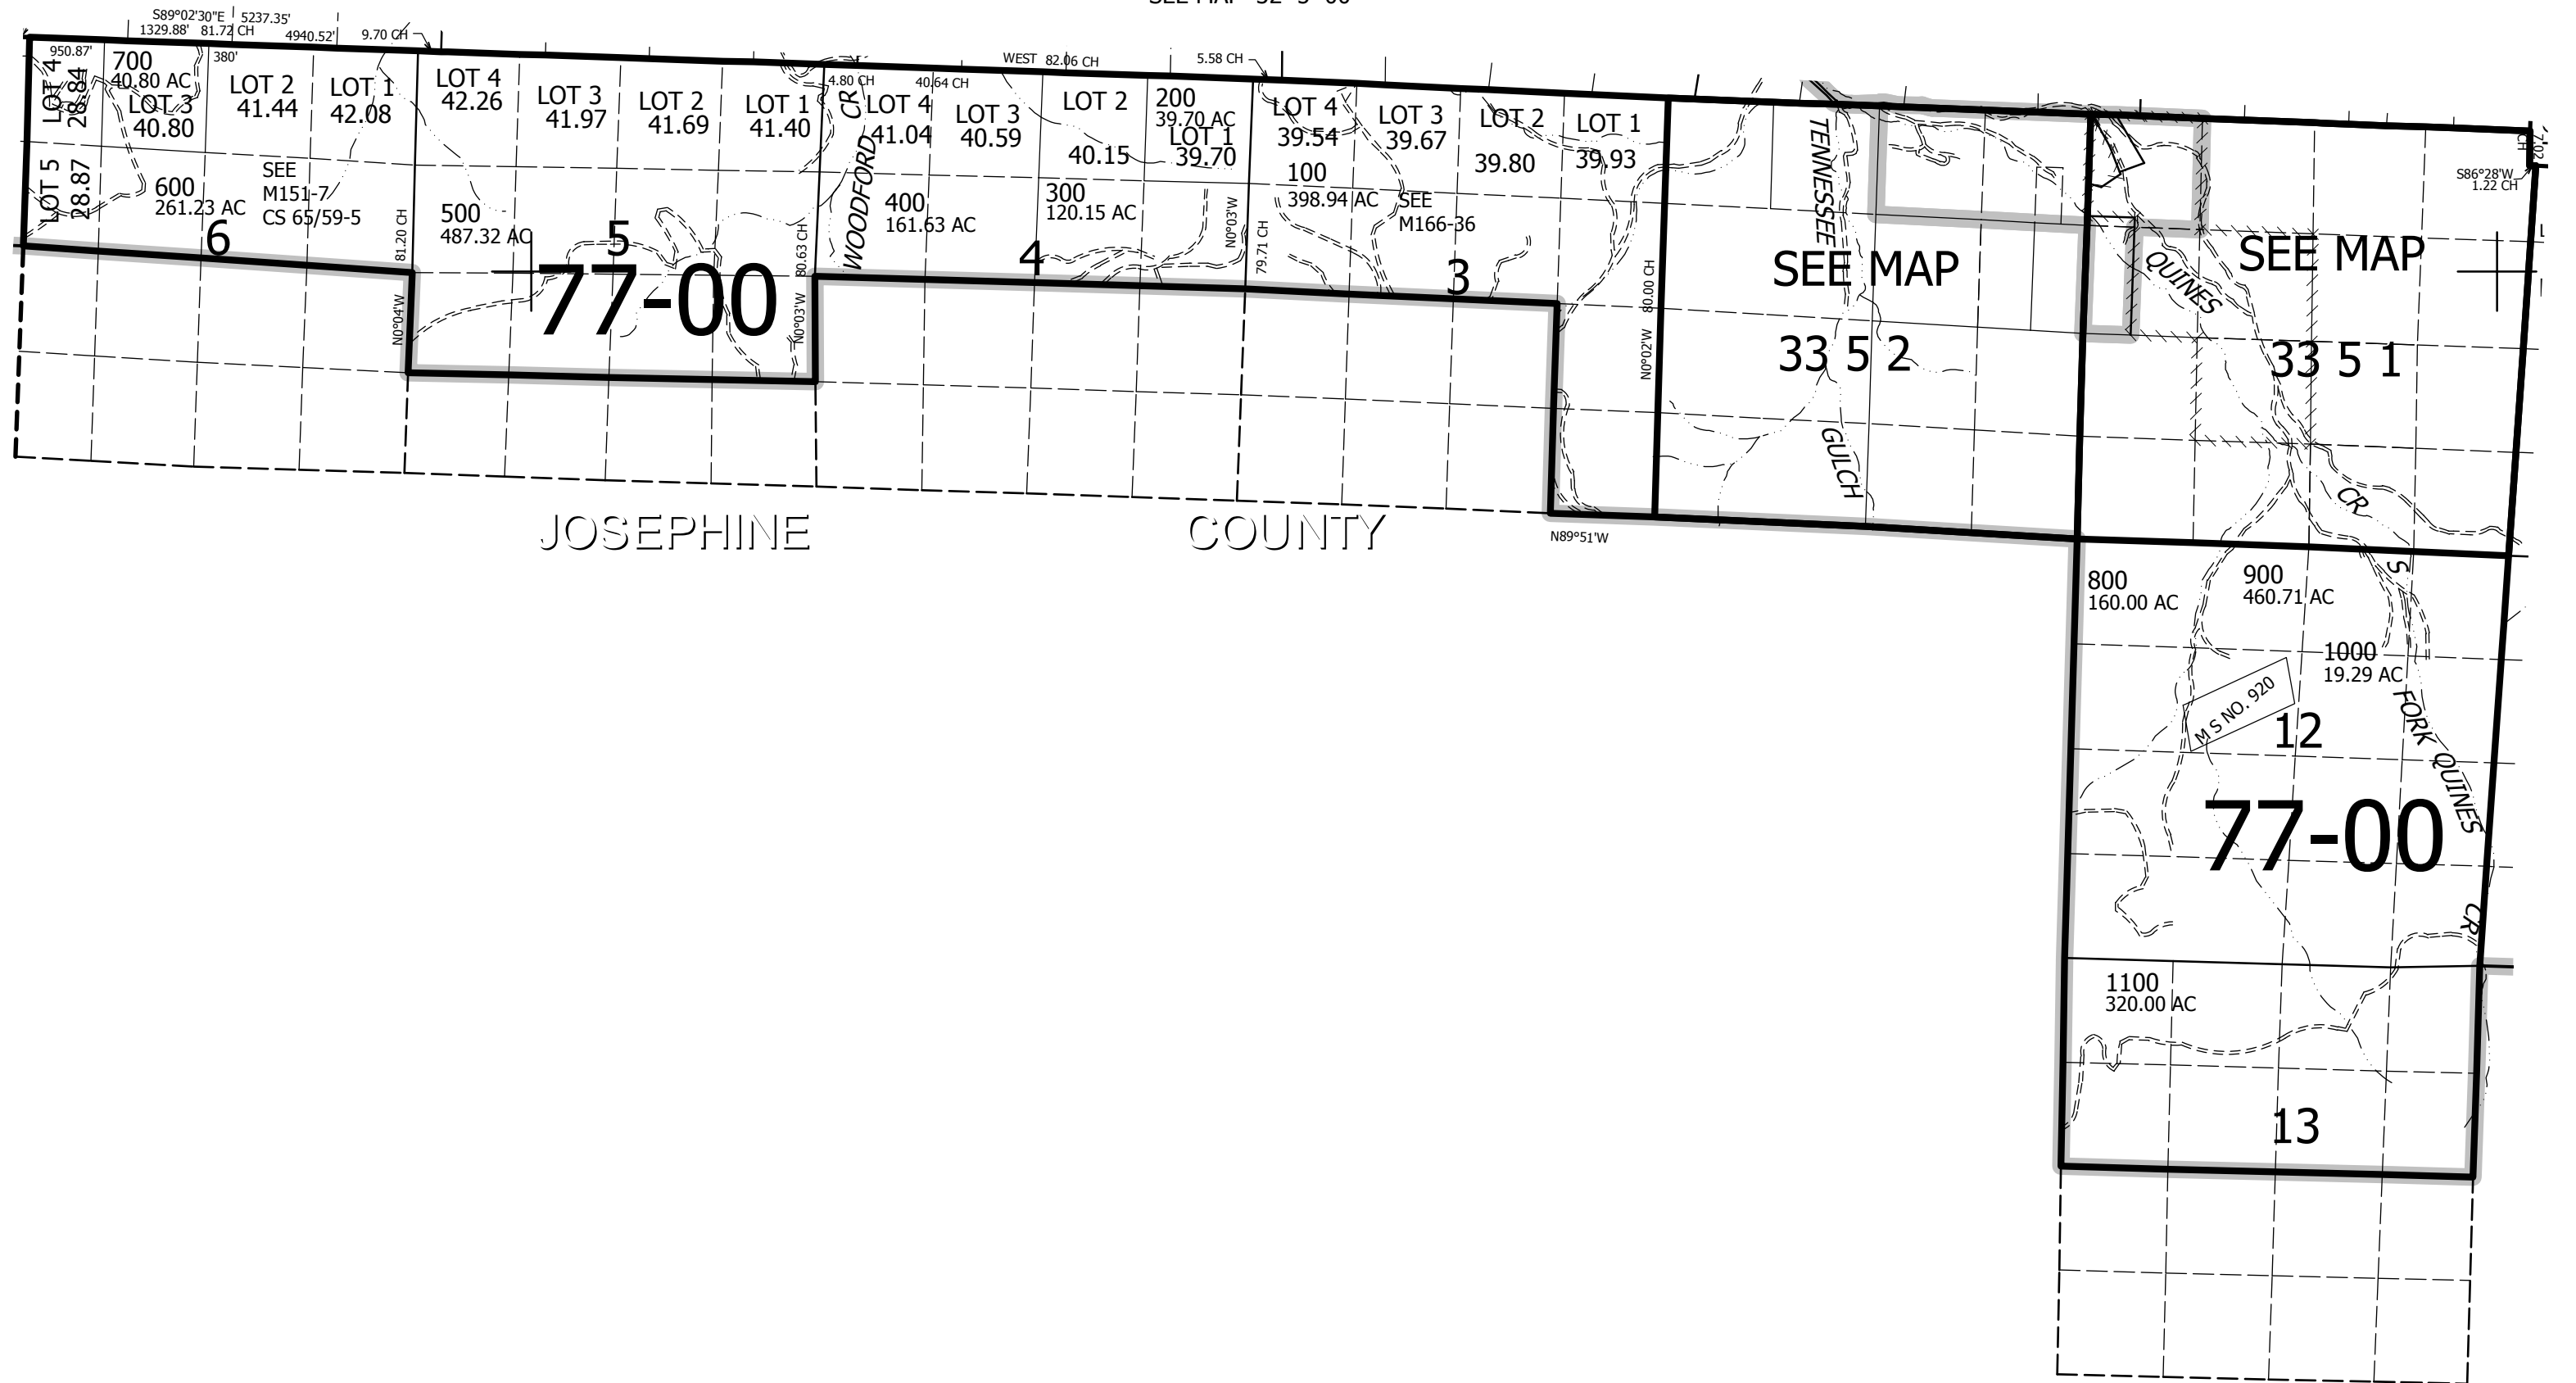 S89°02'30"E 5237.35'
1329.88' 81.72 CH 4940.52' 9.70 CH
950.87' 380'
LOT 4
28.84
700
40.80 AC
LOT 3
40.80
LOT 2
41.44
LOT 1
42.08
LOT 5
28.87
600
261.23 AC
SEE
M151-7
CS 65/59-5
6
81.20 CH
N0°04'W
LOT 4
42.26
LOT 3
41.97
LOT 2
41.69
LOT 1
41.40
500
487.32 AC
5
77-00
80.63 CH
N0°03'W
4.80 CH
40.64 CH
WEST 82.06 CH
5.58 CH
WOODFORD CR
LOT 4
41.04
LOT 3
40.59
LOT 2
40.15
200
39.70 AC
LOT 1
39.70
400
161.63 AC
300
120.15 AC
4
N0°03'W
79.71 CH
LOT 4
39.54
LOT 3
39.67
LOT 2
39.80
LOT 1
39.93
100
398.94 AC
SEE
M166-36
3
80.00 CH
N0°02'W
N89°51'W
TENNESSEE
GULCH
SEE MAP
33 5 2
QUINES
CR
SEE MAP
33 5 1
S86°28'W
1.22 CH
JOSEPHINE COUNTY
800
160.00 AC
900
460.71 AC
1000
19.29 AC
M S NO. 920
12
S
FORK
QUINES
CR
77-00
1100
320.00 AC
13